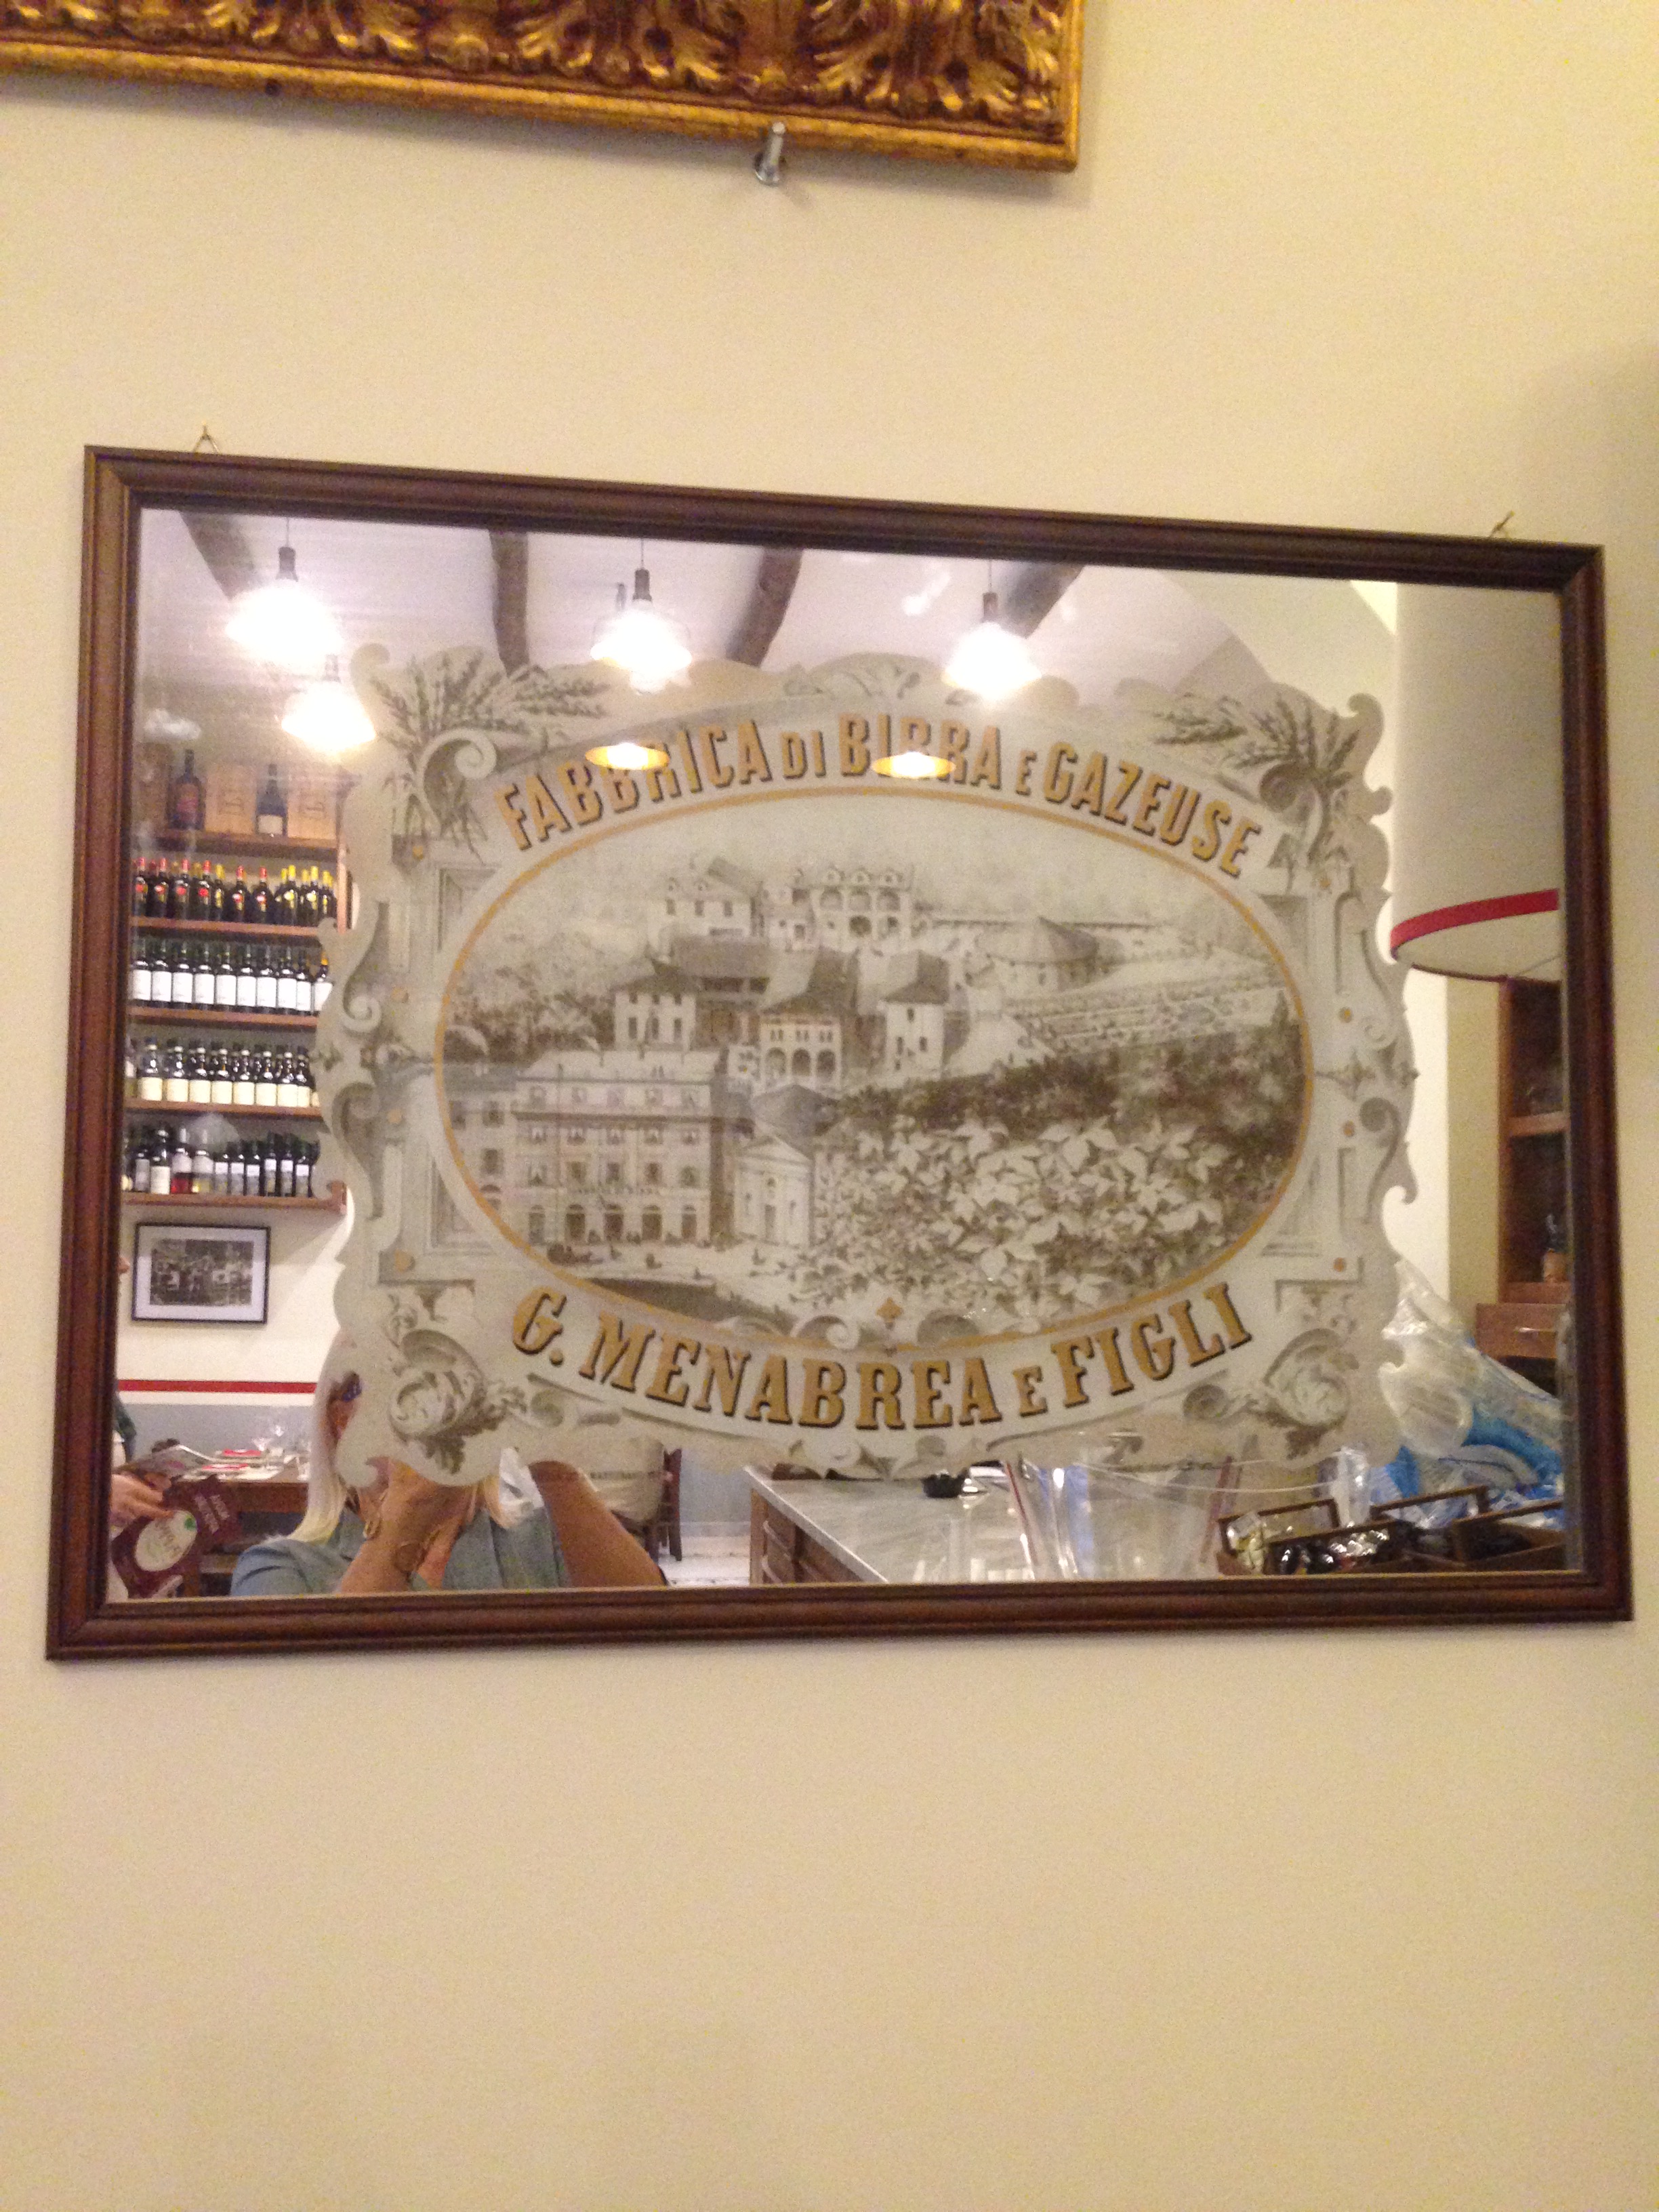 FABBRICA DI BIRRA E GAZEUSE
G. MENABREA E FIGLI